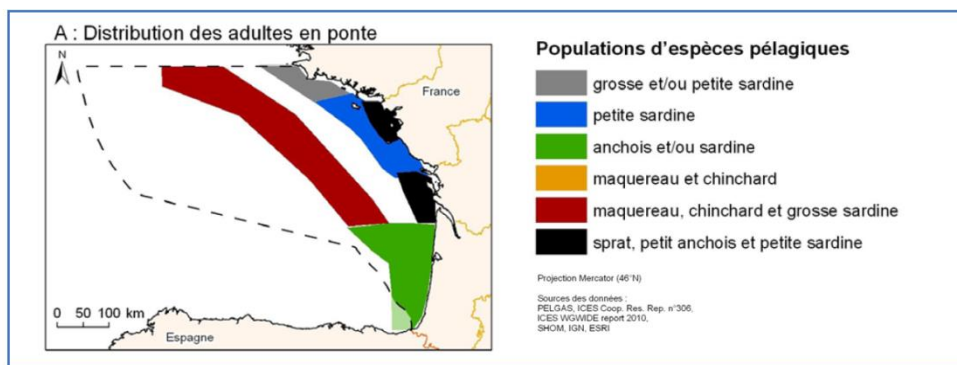 A : Distribution des adultes en ponte
N
France
Espagne
0 50 100 km
Populations d'espèces pélagiques
grosse et/ou petite sardine
petite sardine
anchois et/ou sardine
maquereau et chinchard
maquereau, chinchard et grosse sardine
sprat, petit anchois et petite sardine
Projection Mercator (46°N)
Sources des données :
PELGAS, ICES Coop. Res. Rep. n°306,
ICES WGWIDE report 2010,
SHOM, IGN, ESRI